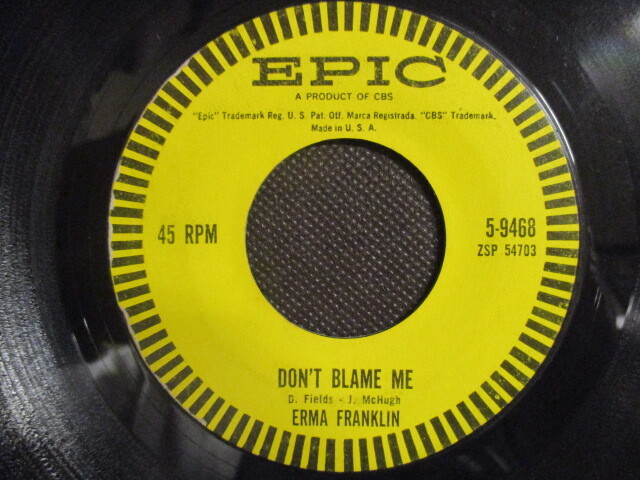 EPIC
A PRODUCT OF CBS
"Epic" Trademark Reg. U. S. Pat. Off. Marca Registrada. "CBS" Trademark.
Made in U. S. A.
45 RPM
5-9468
ZSP 54703
DON'T BLAME ME
D. Fields - J. McHugh
ERMA FRANKLIN